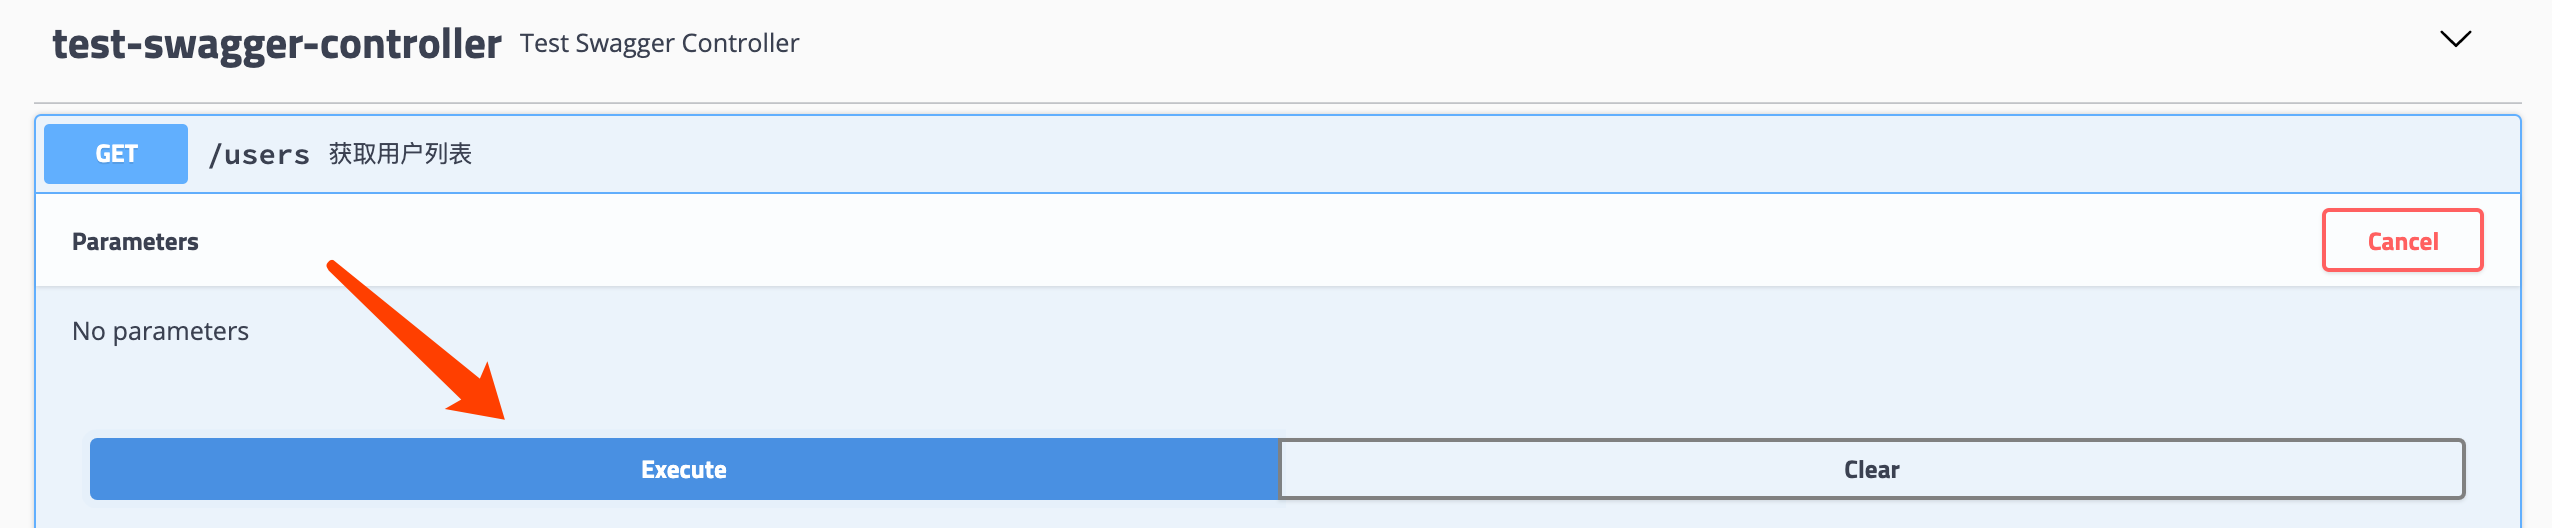 test-swagger-controller Test Swagger Controller
GET /users 获取用户列表
Parameters Cancel
No parameters
Execute Clear